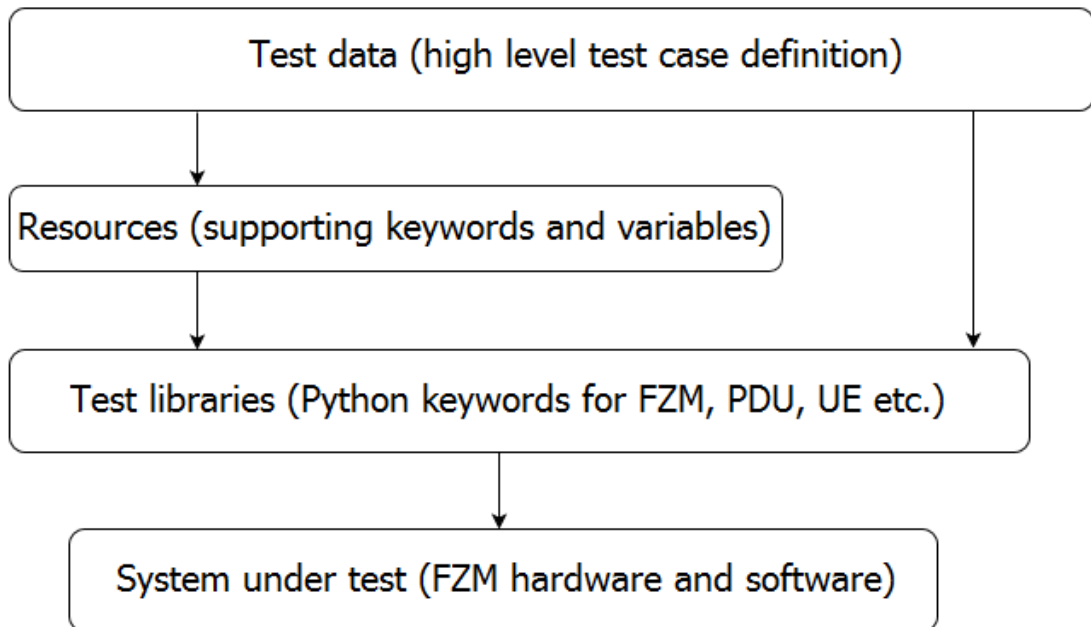 Test data (high level test case definition)
Resources (supporting keywords and variables)
Test libraries (Python keywords for FZM, PDU, UE etc.)
System under test (FZM hardware and software)